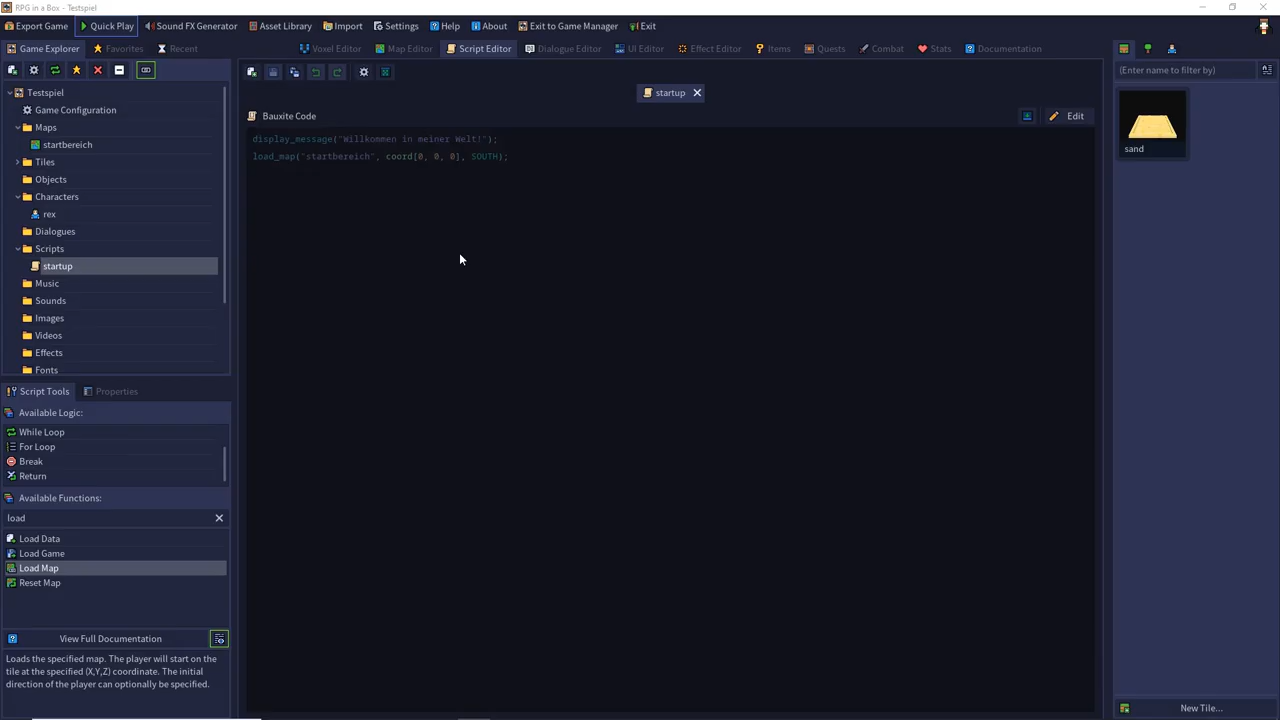 RPG in a Box - Testspiel
Export Game Quick Play Sound FX Generator Asset Library Import Settings Help About Exit to Game Manager Exit
Game Explorer Favorites Recent Voxel Editor Map Editor Script Editor Dialogue Editor UI Editor Effect Editor Items Quests Combat Stats Documentation
(Enter name to filter by)
Testspiel
Game Configuration
Maps
startbereich
Tiles
Objects
Characters
rex
Dialogues
Scripts
startup
Music
Sounds
Images
Videos
Effects
Fonts
Script Tools Properties
Available Logic:
While Loop
For Loop
Break
Return
Available Functions:
load
Load Data
Load Game
Load Map
Reset Map
View Full Documentation
Loads the specified map. The player will start on the
tile at the specified (X,Y,Z) coordinate. The initial
direction of the player can optionally be specified.
startup
Bauxite Code Edit
display_message("Willkommen in meiner Welt!");
load_map("startbereich", coord[0, 0, 0], SOUTH);
sand
New Tile...